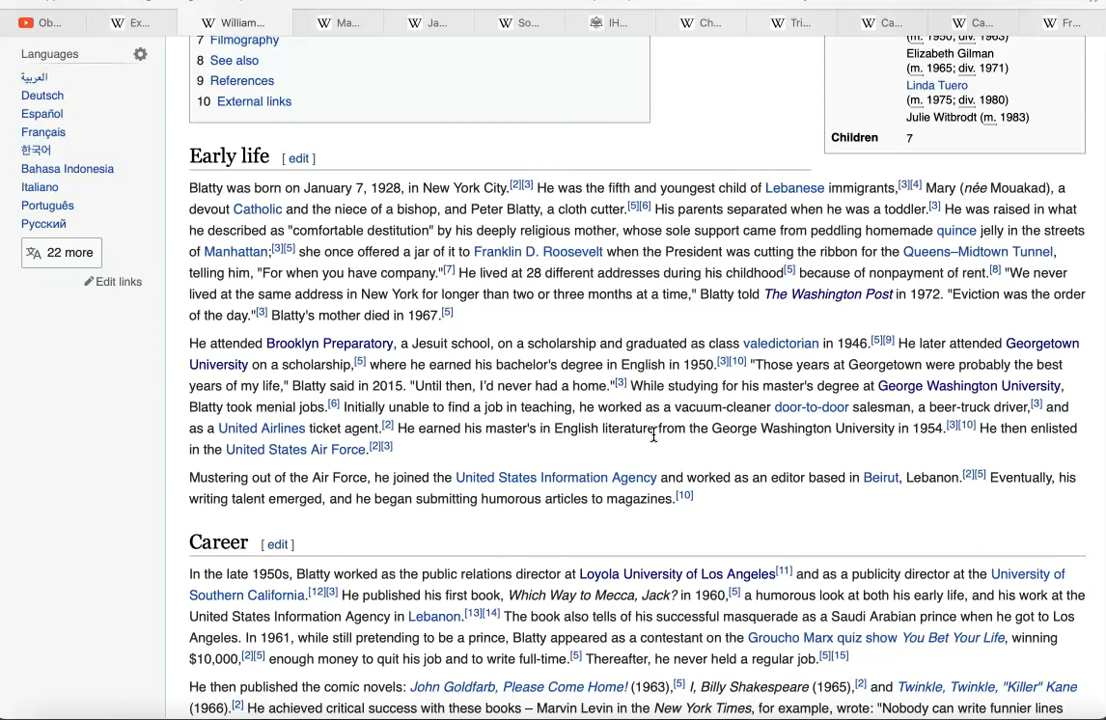 Ob...
Ex...
William...
Ma...
Ja...
So...
IH...
Ch...
Tri...
Ca...
Ca...
Fr...
Languages
العربية
Deutsch
Español
Français
한국어
Bahasa Indonesia
Italiano
Português
Русский
22 more
Edit links
7 Filmography
8 See also
9 References
10 External links
(m. 1950; div. 1963)
Elizabeth Gilman
(m. 1965; div. 1971)
Linda Tuero
(m. 1975; div. 1980)
Julie Witbrodt (m. 1983)
Children 7
Early life [ edit ]
Blatty was born on January 7, 1928, in New York City.[2][3] He was the fifth and youngest child of Lebanese immigrants,[3][4] Mary (née Mouakad), a
devout Catholic and the niece of a bishop, and Peter Blatty, a cloth cutter.[5][6] His parents separated when he was a toddler.[3] He was raised in what
he described as "comfortable destitution" by his deeply religious mother, whose sole support came from peddling homemade quince jelly in the streets
of Manhattan;[3][5] she once offered a jar of it to Franklin D. Roosevelt when the President was cutting the ribbon for the Queens–Midtown Tunnel,
telling him, "For when you have company."[7] He lived at 28 different addresses during his childhood[5] because of nonpayment of rent.[8] "We never
lived at the same address in New York for longer than two or three months at a time," Blatty told The Washington Post in 1972. "Eviction was the order
of the day."[3] Blatty's mother died in 1967.[5]
He attended Brooklyn Preparatory, a Jesuit school, on a scholarship and graduated as class valedictorian in 1946.[5][9] He later attended Georgetown
University on a scholarship,[5] where he earned his bachelor's degree in English in 1950.[3][10] "Those years at Georgetown were probably the best
years of my life," Blatty said in 2015. "Until then, I'd never had a home."[3] While studying for his master's degree at George Washington University,
Blatty took menial jobs.[6] Initially unable to find a job in teaching, he worked as a vacuum-cleaner door-to-door salesman, a beer-truck driver,[3] and
as a United Airlines ticket agent.[2] He earned his master's in English literature from the George Washington University in 1954.[3][10] He then enlisted
in the United States Air Force.[2][3]
Mustering out of the Air Force, he joined the United States Information Agency and worked as an editor based in Beirut, Lebanon.[2][5] Eventually, his
writing talent emerged, and he began submitting humorous articles to magazines.[10]
Career [ edit ]
In the late 1950s, Blatty worked as the public relations director at Loyola University of Los Angeles[11] and as a publicity director at the University of
Southern California.[12][3] He published his first book, Which Way to Mecca, Jack? in 1960,[5] a humorous look at both his early life, and his work at the
United States Information Agency in Lebanon.[13][14] The book also tells of his successful masquerade as a Saudi Arabian prince when he got to Los
Angeles. In 1961, while still pretending to be a prince, Blatty appeared as a contestant on the Groucho Marx quiz show You Bet Your Life, winning
$10,000,[2][5] enough money to quit his job and to write full-time.[5] Thereafter, he never held a regular job.[5][15]
He then published the comic novels: John Goldfarb, Please Come Home! (1963),[5] I, Billy Shakespeare (1965),[2] and Twinkle, Twinkle, "Killer" Kane
(1966).[2] He achieved critical success with these books – Marvin Levin in the New York Times, for example, wrote: "Nobody can write funnier lines